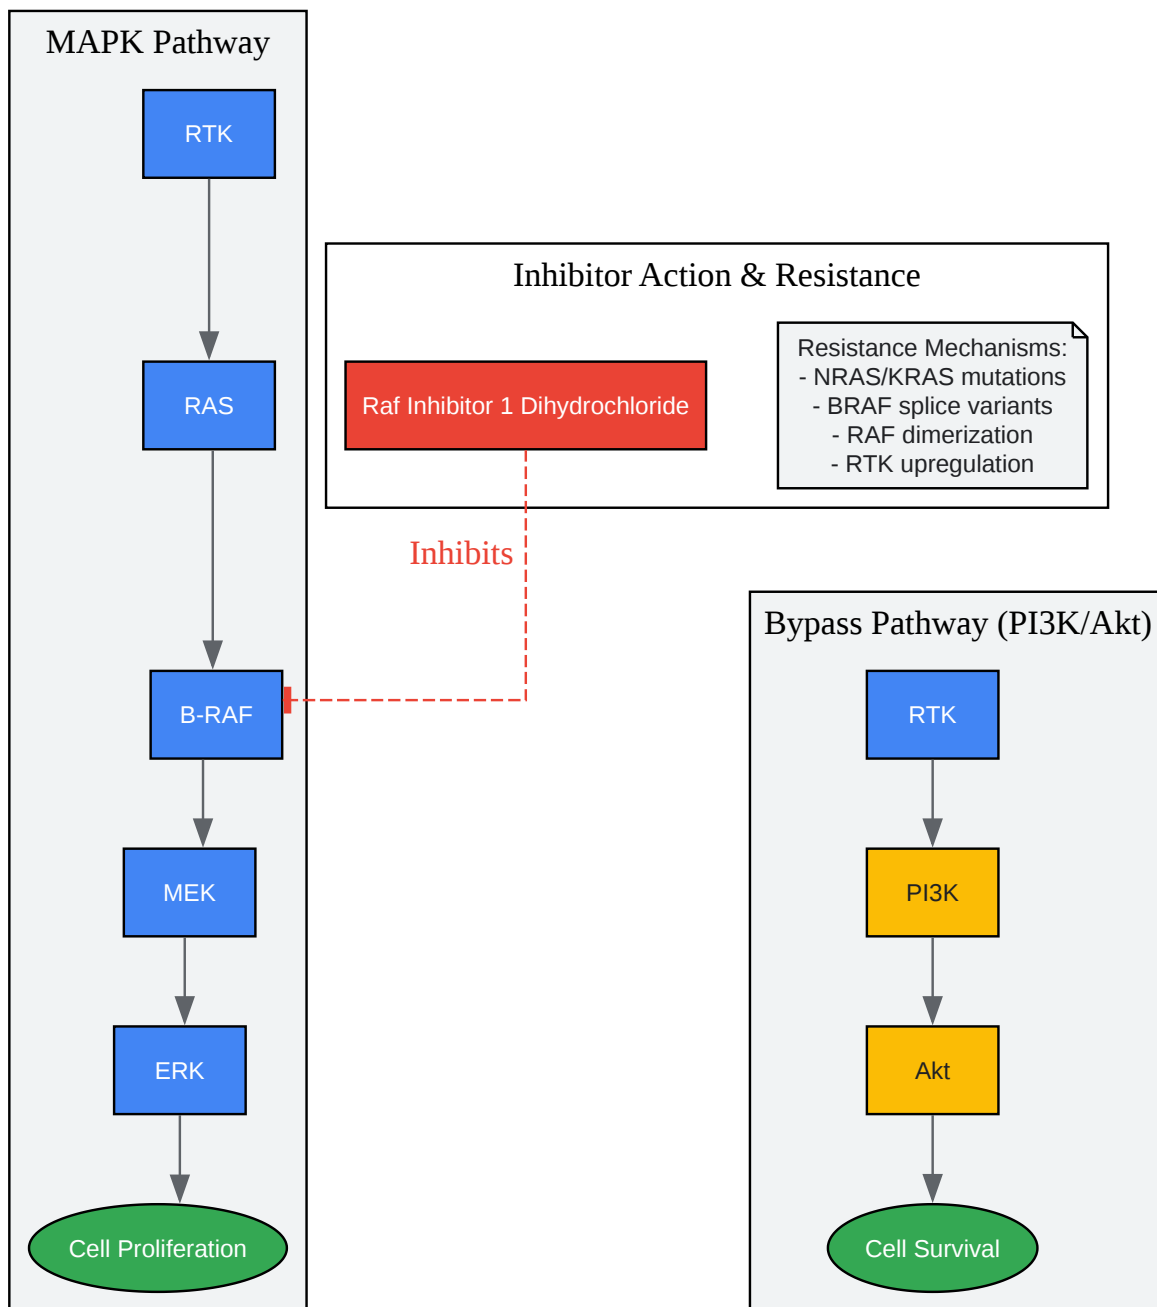 MAPK Pathway
RTK
RAS
B-RAF
MEK
ERK
Cell Proliferation
Inhibitor Action & Resistance
Raf Inhibitor 1 Dihydrochloride
Resistance Mechanisms:
- NRAS/KRAS mutations
- BRAF splice variants
- RAF dimerization
- RTK upregulation
Inhibits
Bypass Pathway (PI3K/Akt)
RTK
PI3K
Akt
Cell Survival